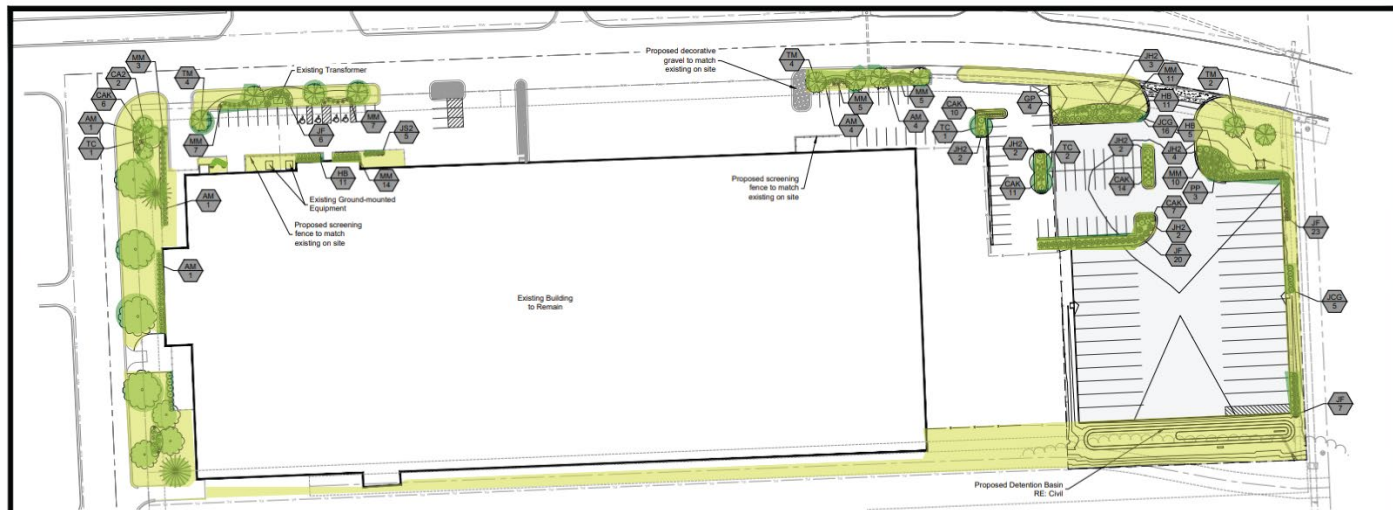 MM
3
CA2
2
CAK
6
AM
1
TC
1
TM
4
Existing Transformer
MM
7
JF
6
MM
7
JS2
5
HB
11
MM
14
AM
1
AM
1
Existing Ground-mounted
Equipment
Proposed screening
fence to match
existing on site
Proposed decorative
gravel to match
existing on site
TM
4
MM
5
MM
5
AM
4
AM
4
Proposed screening
fence to match
existing on site
CAK
10
TC
1
JH2
2
GP
4
JH2
3
MM
11
HB
11
TM
2
JCG
16
HB
5
JH2
2
TC
2
JH2
2
JH2
4
CAK
11
CAK
14
MM
10
PP
3
CAK
7
JH2
2
JF
20
JF
23
JCG
5
JF
7
Existing Building
to Remain
Proposed Detention Basin
RE: Civil